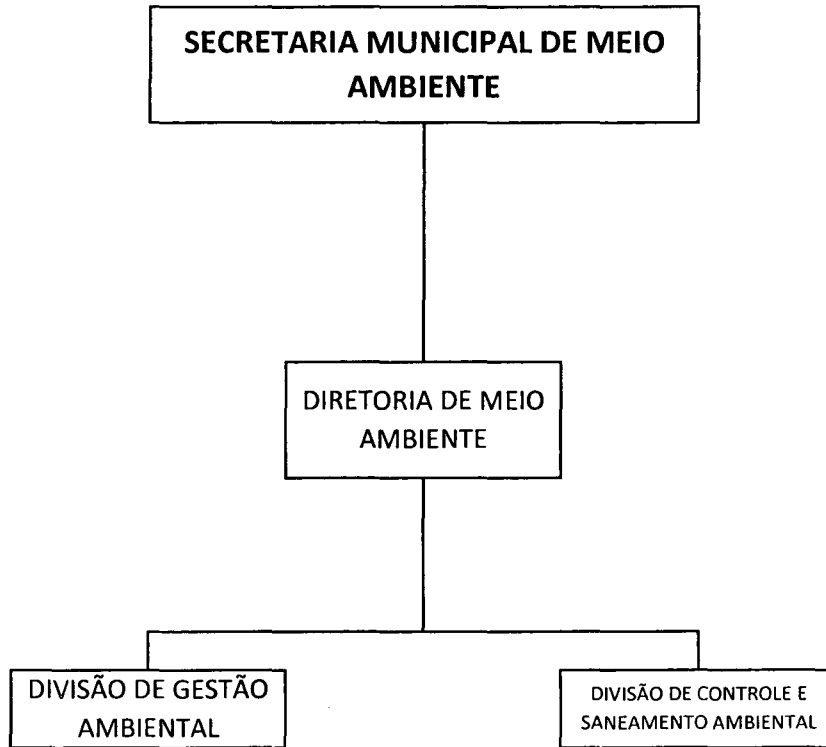 SECRETARIA MUNICIPAL DE MEIO
AMBIENTE
DIRETORIA DE MEIO
AMBIENTE
DIVISÃO DE GESTÃO
AMBIENTAL
DIVISÃO DE CONTROLE E
SANEAMENTO AMBIENTAL